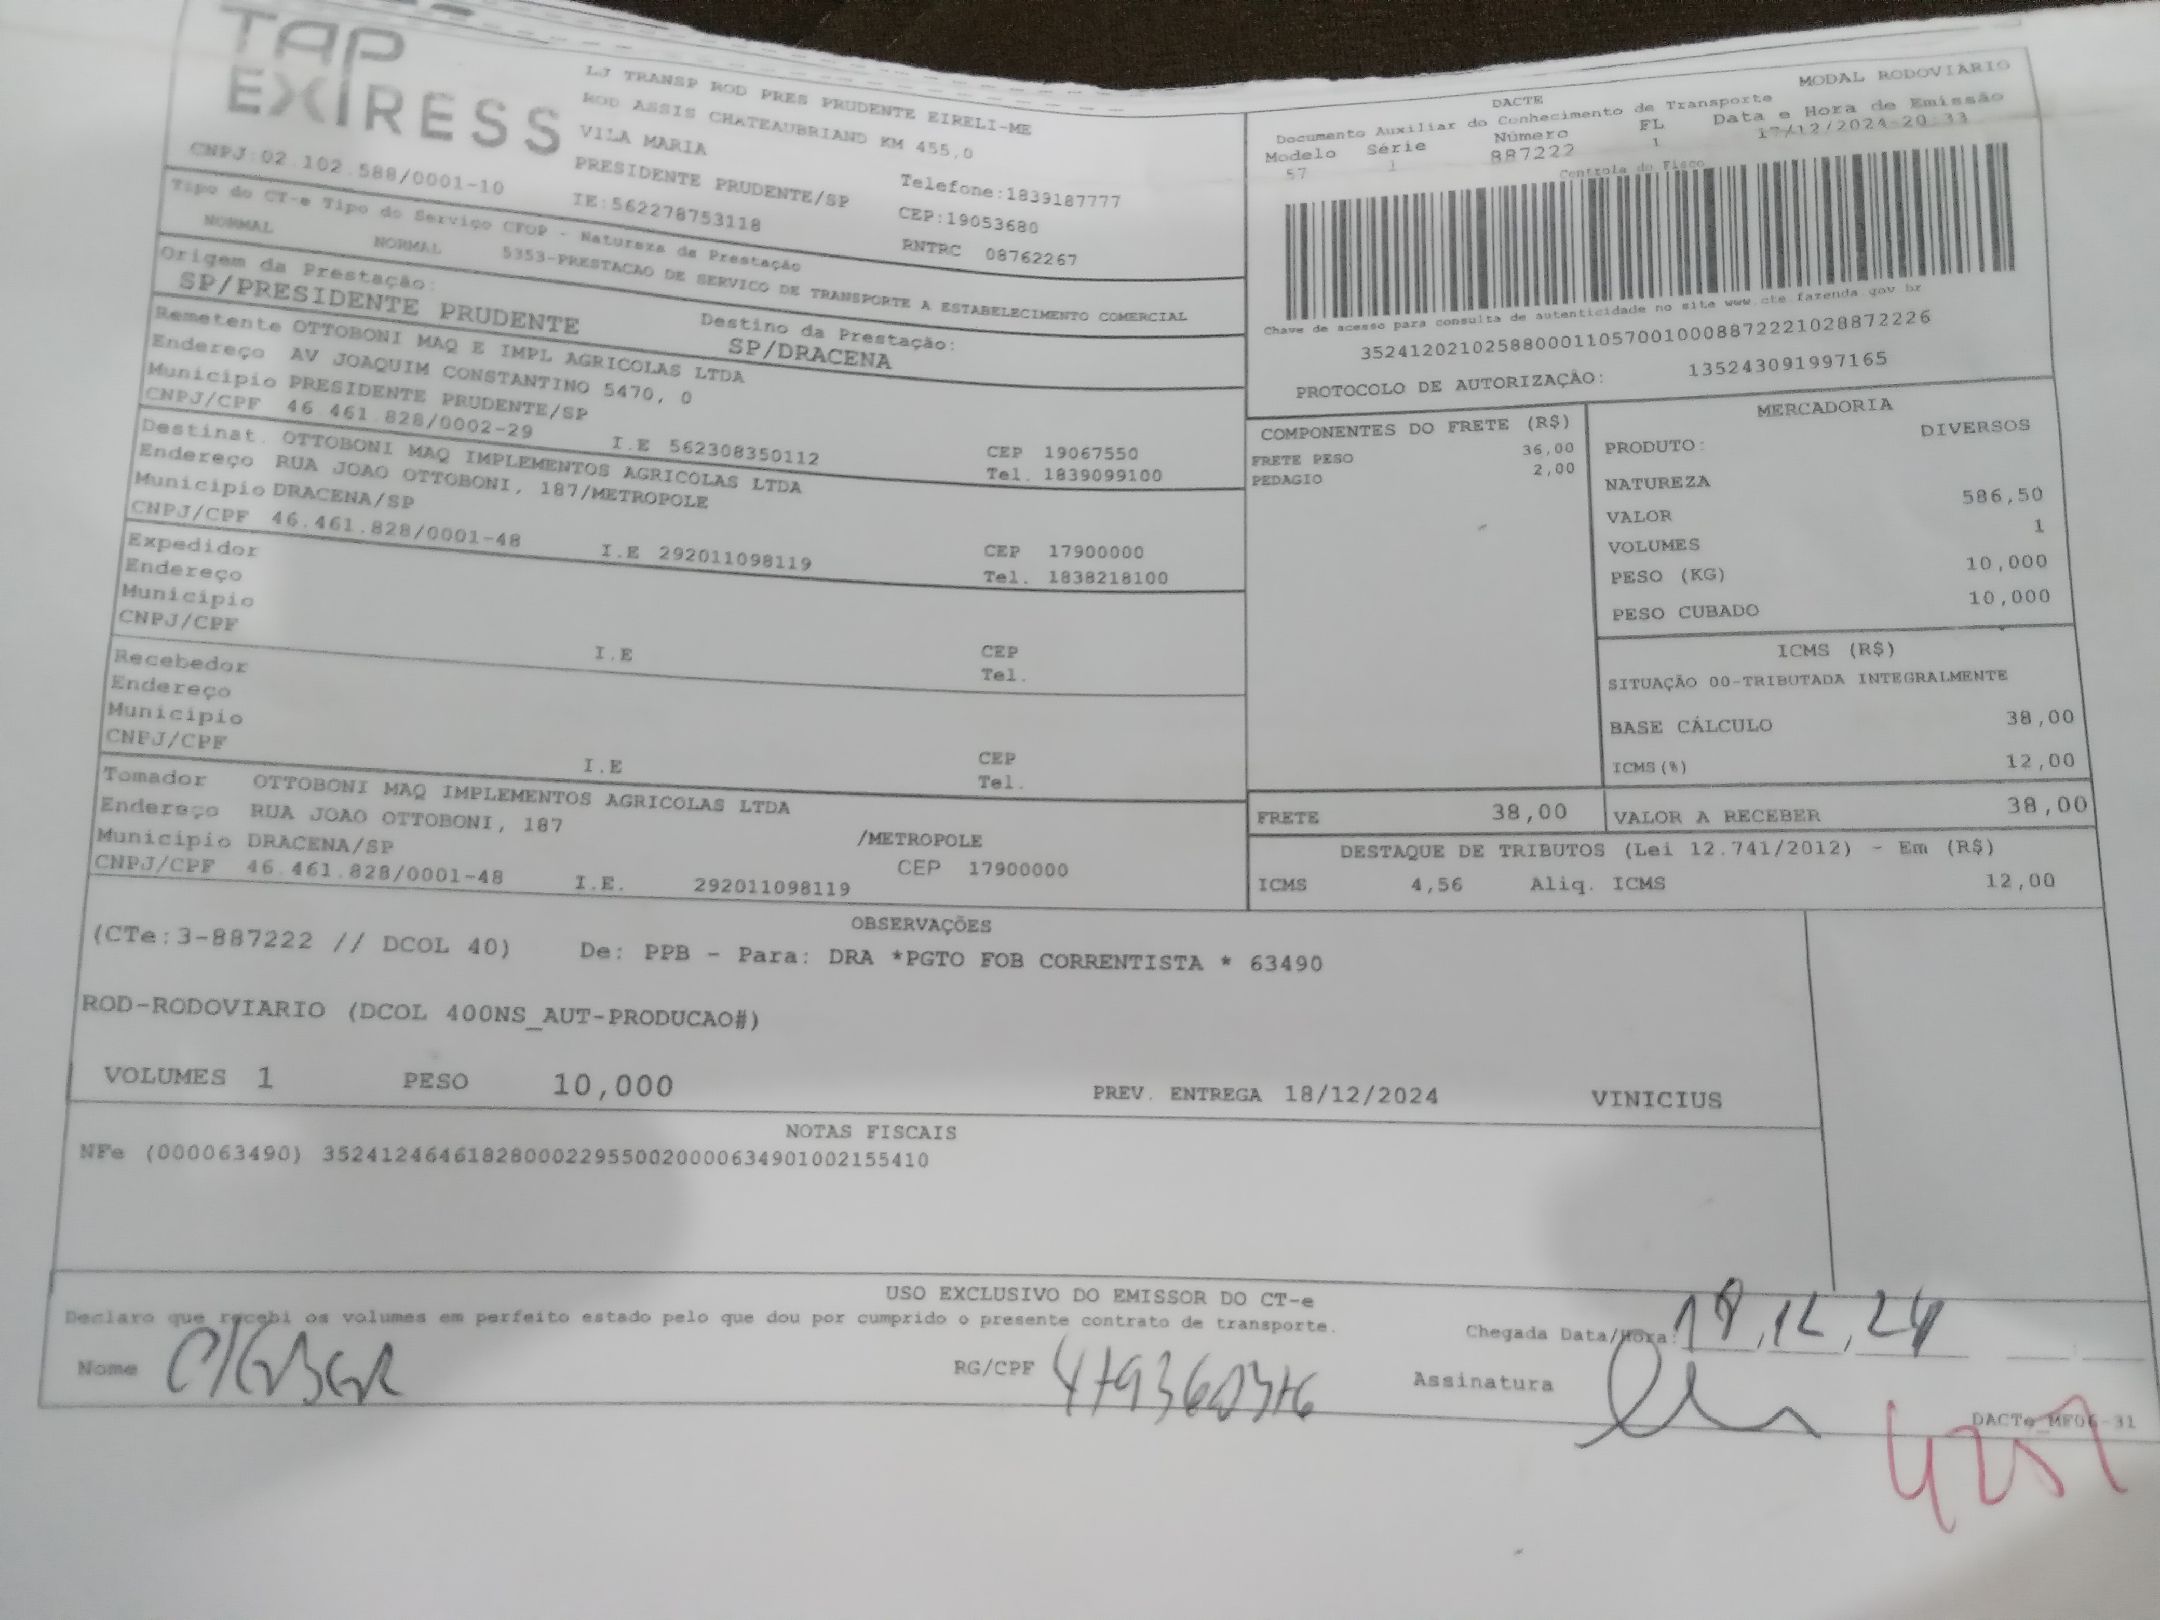 TAP
EXPRESS
LJ TRANSP ROD PRES PRUDENTE EIRELI-ME
ROD ASSIS CHATEAUBRIAND KM 455,0
VILA MARIA
PRESIDENTE PRUDENTE/SP
Telefone:1839187777
CNPJ:02.102.588/0001-10
IE:562278753118
CEP:19053680
RNTRC 08762267
Tipo do CT-e Tipo do Serviço CFOP - Natureza da Prestação
NORMAL NORMAL 5353-PRESTACAO DE SERVICO DE TRANSPORTE A ESTABELECIMENTO COMERCIAL
Origem da Prestação: Destino da Prestação:
SP/PRESIDENTE PRUDENTE SP/DRACENA
Remetente OTTOBONI MAQ E IMPL AGRICOLAS LTDA
Endereço AV JOAQUIM CONSTANTINO 5470, 0
Municipio PRESIDENTE PRUDENTE/SP CEP 19067550
CNPJ/CPF 46.461.828/0002-29 I.E 562308350112 Tel. 1839099100
Destinat. OTTOBONI MAQ IMPLEMENTOS AGRICOLAS LTDA
Endereço RUA JOAO OTTOBONI, 187/METROPOLE
Municipio DRACENA/SP CEP 17900000
CNPJ/CPF 46.461.828/0001-48 I.E 292011098119 Tel. 1838218100
Expedidor
Endereço
Municipio CEP
CNPJ/CPF I.E Tel.
Recebedor
Endereço
Municipio CEP
CNPJ/CPF I.E Tel.
Tomador OTTOBONI MAQ IMPLEMENTOS AGRICOLAS LTDA
Endereço RUA JOAO OTTOBONI, 187 /METROPOLE
Municipio DRACENA/SP CEP 17900000
CNPJ/CPF 46.461.828/0001-48 I.E. 292011098119
DACTE MODAL RODOVIARIO
Documento Auxiliar do Conhecimento de Transporte
Modelo Série Número FL Data e Hora de Emissão
57 1 887222 1 17/12/2024-20:33
Controle do Fisco
Chave de acesso para consulta de autenticidade no site www.cte.fazenda.gov.br
35241202102588000110570010008872221028872226
PROTOCOLO DE AUTORIZAÇÃO: 135243091997165
COMPONENTES DO FRETE (R$)
FRETE PESO 36,00
PEDAGIO 2,00
MERCADORIA
PRODUTO: DIVERSOS
NATUREZA
VALOR 586,50
VOLUMES 1
PESO (KG) 10,000
PESO CUBADO 10,000
ICMS (R$)
SITUAÇÃO 00-TRIBUTADA INTEGRALMENTE
BASE CÁLCULO 38,00
ICMS(%) 12,00
FRETE 38,00 VALOR A RECEBER 38,00
DESTAQUE DE TRIBUTOS (Lei 12.741/2012) - Em (R$)
ICMS 4,56 Aliq. ICMS 12,00
OBSERVAÇÕES
(CTe:3-887222 // DCOL 40) De: PPB - Para: DRA *PGTO FOB CORRENTISTA * 63490
ROD-RODOVIARIO (DCOL 400NS_AUT-PRODUCAO#)
VOLUMES 1 PESO 10,000 PREV. ENTREGA 18/12/2024 VINICIUS
NOTAS FISCAIS
NFe (000063490) 35241246461828000229550020000634901002155410
USO EXCLUSIVO DO EMISSOR DO CT-e
Declaro que recebi os volumes em perfeito estado pelo que dou por cumprido o presente contrato de transporte.
Chegada Data/Hora: 18,12,24
Nome RG/CPF Assinatura
DACTe_MF06-31